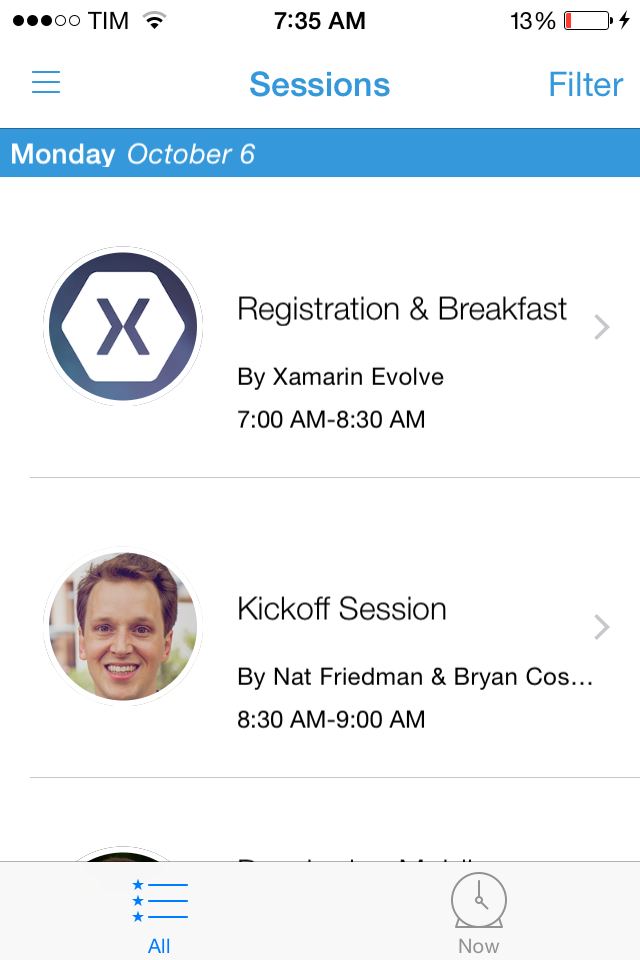 TIM 7:35 AM 13%
Sessions Filter
Monday October 6
Registration & Breakfast
By Xamarin Evolve
7:00 AM-8:30 AM
Kickoff Session
By Nat Friedman & Bryan Cos...
8:30 AM-9:00 AM
All Now